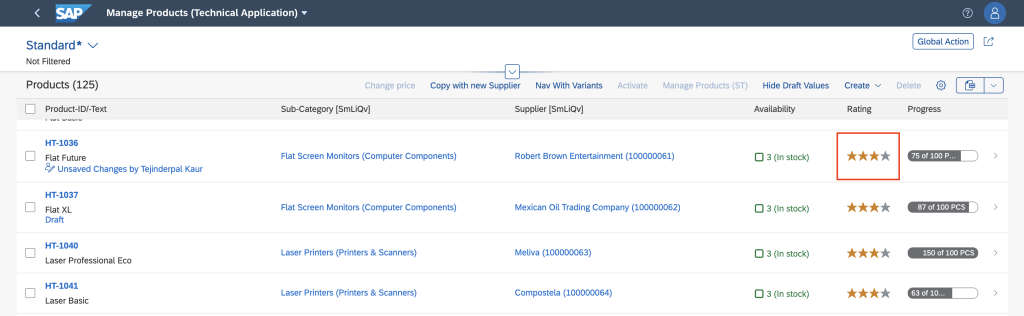 SAP Manage Products (Technical Application)
Standard*
Global Action
Not Filtered
Products (125)
Change price Copy with new Supplier Nav With Variants Activate Manage Products (ST) Hide Draft Values Create Delete
Product-ID/-Text Sub-Category [SmLiQv] Supplier [SmLiQv] Availability Rating Progress
HT-1036
Flat Future
Unsaved Changes by Tejinderpal Kaur
Flat Screen Monitors (Computer Components) Robert Brown Entertainment (100000061) 3 (In stock) 75 of 100 P...
HT-1037
Flat XL
Draft
Flat Screen Monitors (Computer Components) Mexican Oil Trading Company (100000062) 3 (In stock) 87 of 100 PCS
HT-1040
Laser Professional Eco
Laser Printers (Printers & Scanners) Meliva (100000063) 3 (In stock) 150 of 100 PCS
HT-1041
Laser Basic
Laser Printers (Printers & Scanners) Compostela (100000064) 3 (In stock) 63 of 10...